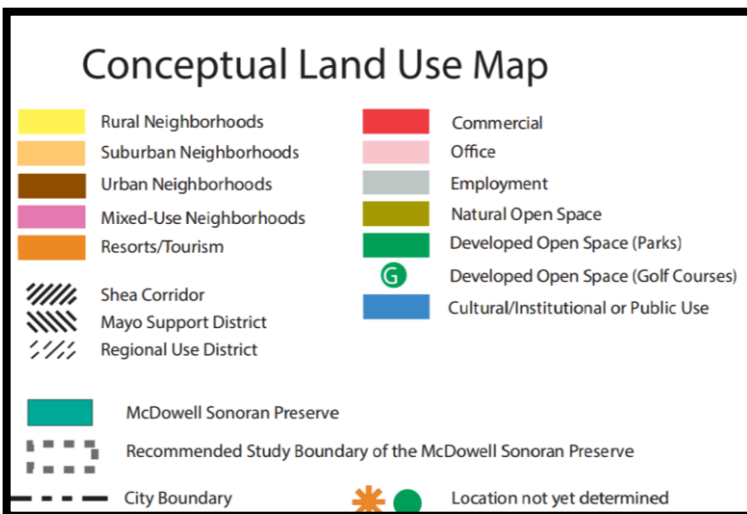 Conceptual Land Use Map
Rural Neighborhoods
Suburban Neighborhoods
Urban Neighborhoods
Mixed-Use Neighborhoods
Resorts/Tourism
Shea Corridor
Mayo Support District
Regional Use District
Commercial
Office
Employment
Natural Open Space
Developed Open Space (Parks)
G Developed Open Space (Golf Courses)
Cultural/Institutional or Public Use
McDowell Sonoran Preserve
Recommended Study Boundary of the McDowell Sonoran Preserve
City Boundary
Location not yet determined